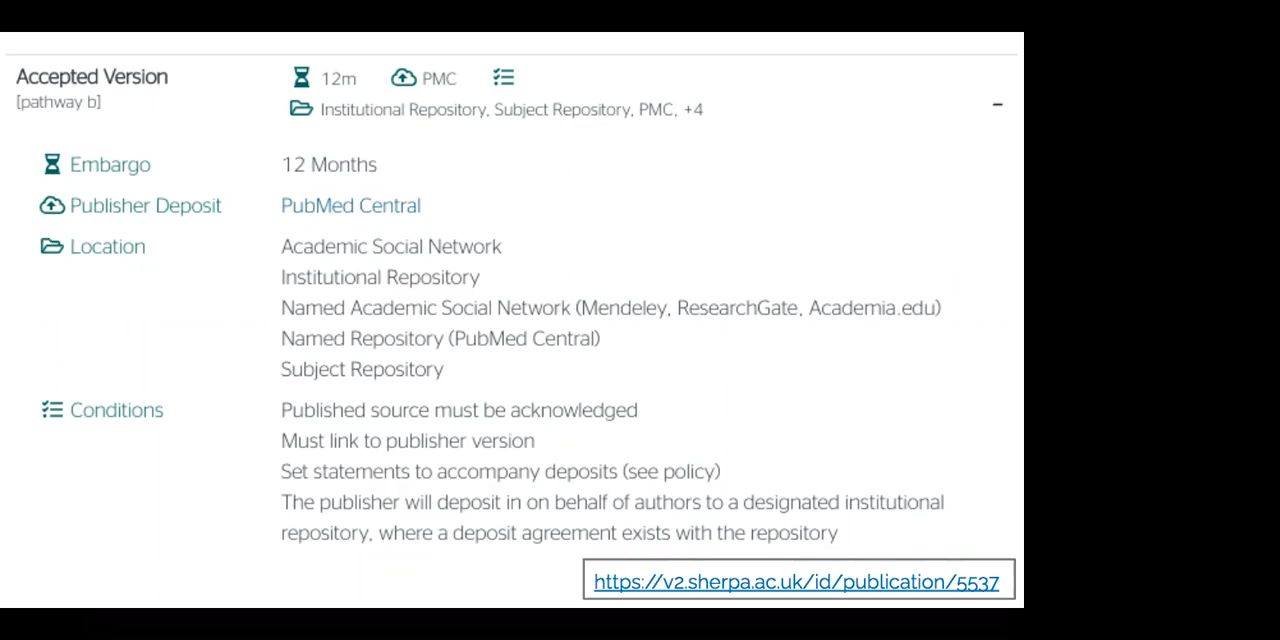 Accepted Version
[pathway b]
12m PMC
Institutional Repository, Subject Repository, PMC, +4
Embargo 12 Months
Publisher Deposit PubMed Central
Location Academic Social Network
Institutional Repository
Named Academic Social Network (Mendeley, ResearchGate, Academia.edu)
Named Repository (PubMed Central)
Subject Repository
Conditions Published source must be acknowledged
Must link to publisher version
Set statements to accompany deposits (see policy)
The publisher will deposit in on behalf of authors to a designated institutional
repository, where a deposit agreement exists with the repository
https://v2.sherpa.ac.uk/id/publication/5537